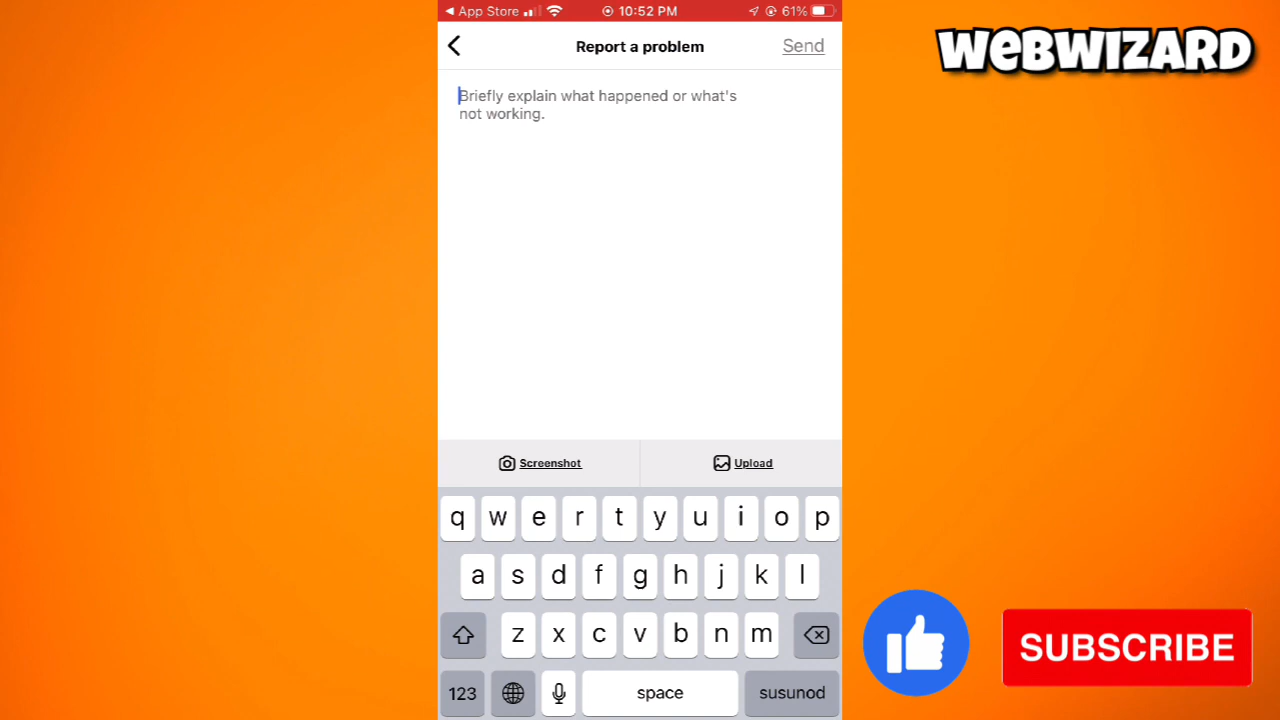 App Store
10:52 PM
61%
WEBWIZARD
Report a problem
Send
Briefly explain what happened or what's
not working.
Screenshot
Upload
q w e r t y u i o p
a s d f g h j k l
z x c v b n m
123
space
susunod
SUBSCRIBE